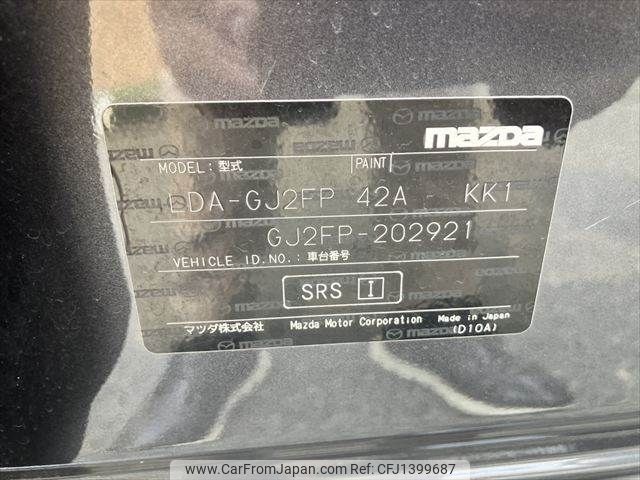 mazda
MODEL:型式 PAINT
LDA-GJ2FP 42A KK1
GJ2FP-202921
VEHICLE ID.NO.:車台番号
SRS I
マツダ株式会社 Mazda Motor Corporation Made in Japan
(D10A)
www.CarFromJapan.com | Ref No. CFJ1399687